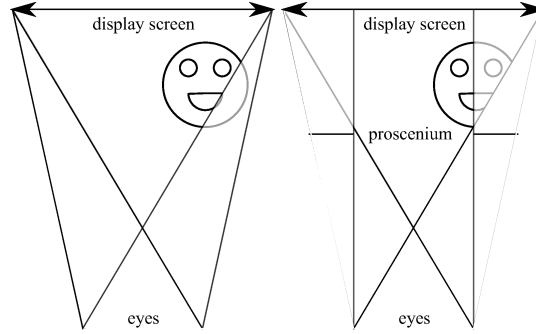 display screen
eyes
display screen
proscenium
eyes